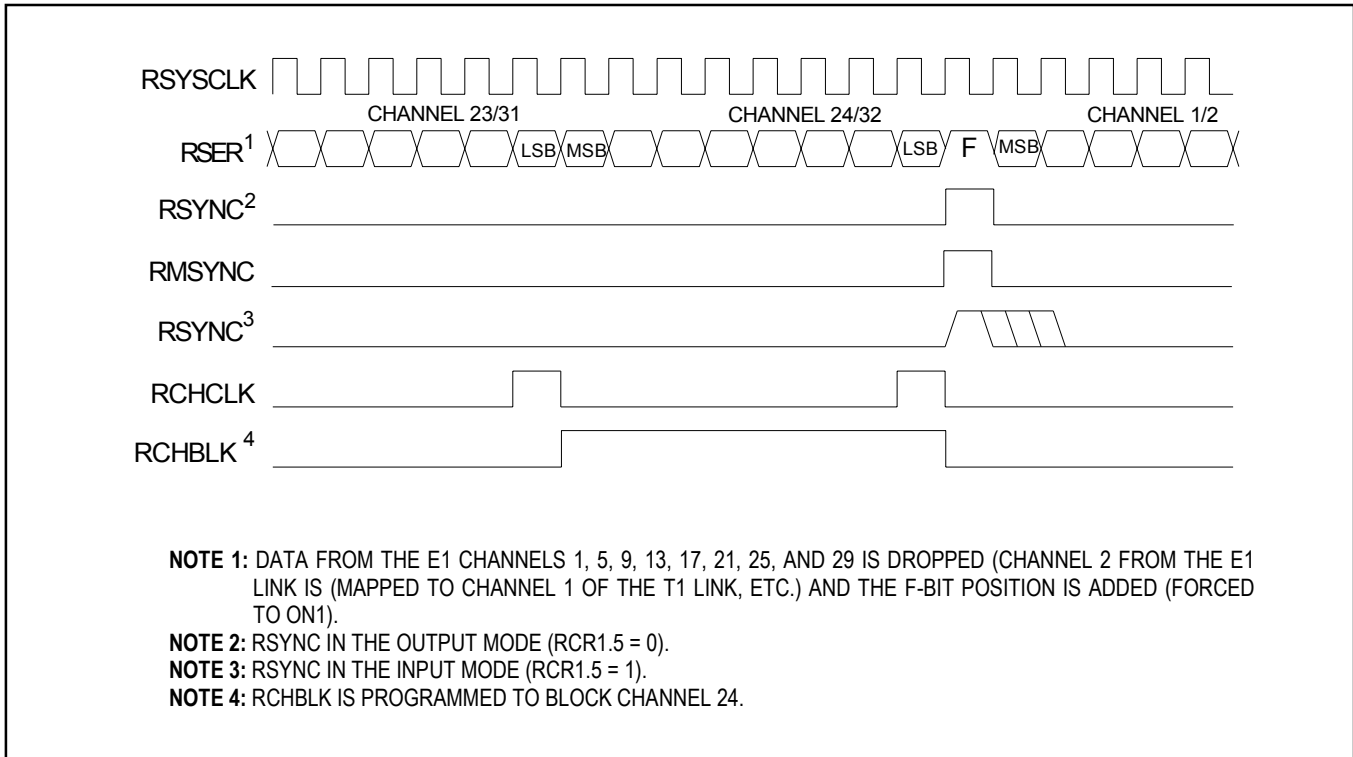 RSYSCLK
CHANNEL 23/31 CHANNEL 24/32 CHANNEL 1/2
RSER1 LSB MSB LSB F MSB
RSYNC2
RMSYNC
RSYNC3
RCHCLK
RCHBLK 4
NOTE 1: DATA FROM THE E1 CHANNELS 1, 5, 9, 13, 17, 21, 25, AND 29 IS DROPPED (CHANNEL 2 FROM THE E1
LINK IS (MAPPED TO CHANNEL 1 OF THE T1 LINK, ETC.) AND THE F-BIT POSITION IS ADDED (FORCED
TO ON1).
NOTE 2: RSYNC IN THE OUTPUT MODE (RCR1.5 = 0).
NOTE 3: RSYNC IN THE INPUT MODE (RCR1.5 = 1).
NOTE 4: RCHBLK IS PROGRAMMED TO BLOCK CHANNEL 24.